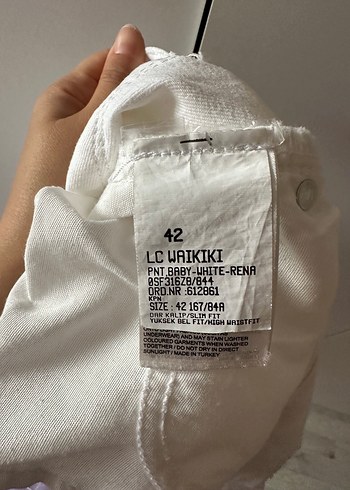 42
LC WAIKIKI
PNT.BABY-WHITE-RENA
0SF316Z8/844
ORD.NR :612861
KPN
SIZE : 42 167/84A
DAR KALIP/SLIM FIT
YUKSEK BEL FIT/HIGH WAISTFIT
UNDERWEAR) AND MAY STAIN LIGHTEN
COLOURED GARMENTS WHEN WASHED
TOGETHER / DO NOT DRY IN DIRECT
SUNLIGHT / MADE IN TURKEY